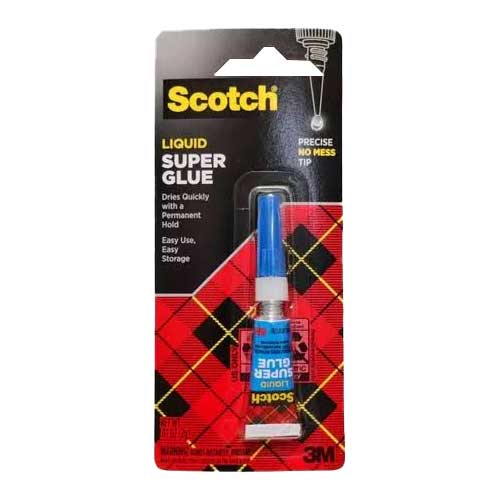 Scotch
LIQUID
SUPER
GLUE
PRECISE
NO MESS
TIP
Dries Quickly
with a
Permanent
Hold
Easy Use,
Easy
Storage
3M
LIQUID
SUPER
GLUE
Scotch
3M